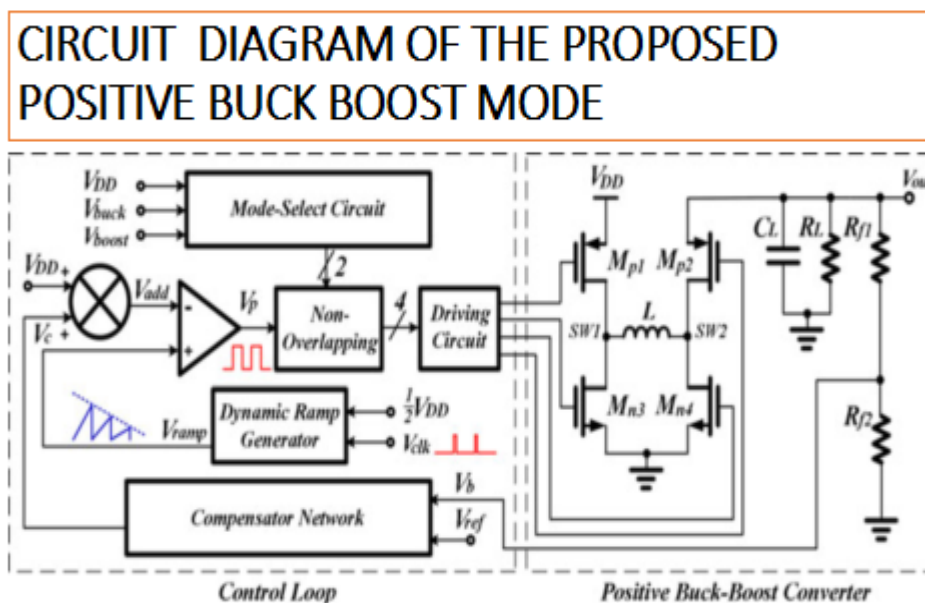 CIRCUIT DIAGRAM OF THE PROPOSED
POSITIVE BUCK BOOST MODE
VDD
Vbuck
Vboost
Mode-Select Circuit
2
VDD +
Vc +
Vadd
-
+
Vp
Non-
Overlapping
4
Driving
Circuit
Dynamic Ramp
Generator
1/2 VDD
Vclk
Vramp
Compensator Network
Vb
Vref
Control Loop
VDD
Mp1
Mp2
SW1
L
SW2
Mn3
Mn4
CL
RL
Rf1
Rf2
Positive Buck-Boost Converter